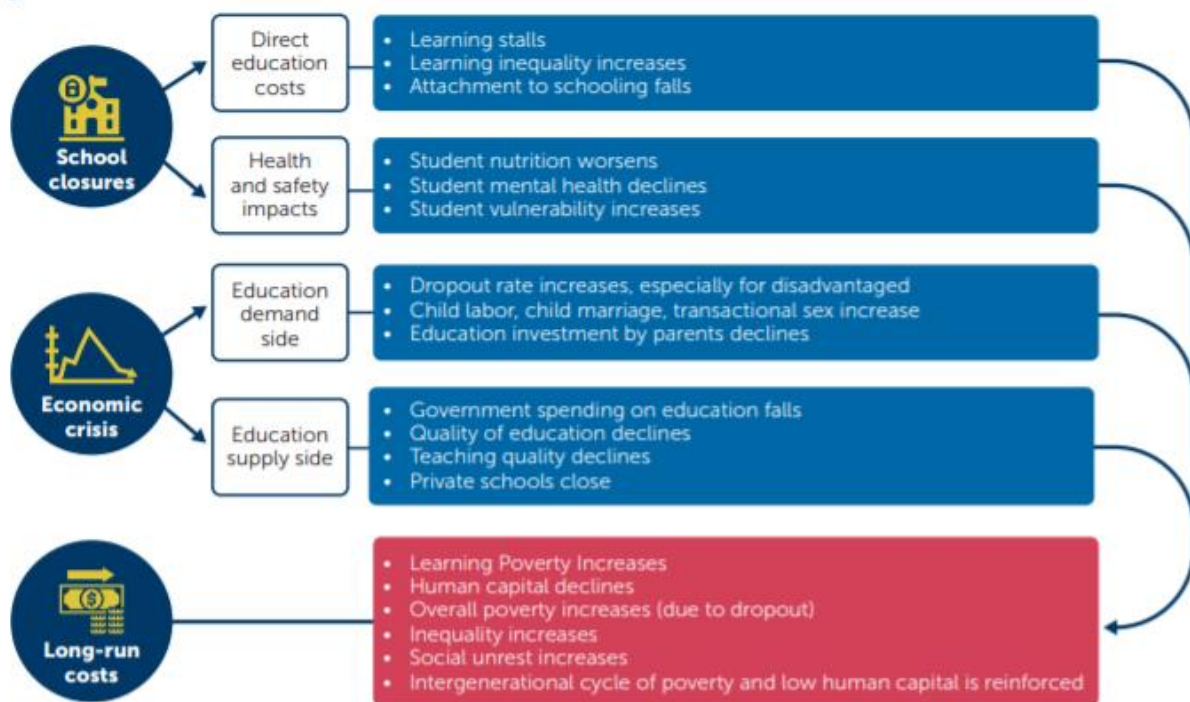 School
closures
Direct
education
costs
• Learning stalls
• Learning inequality increases
• Attachment to schooling falls
Health
and safety
impacts
• Student nutrition worsens
• Student mental health declines
• Student vulnerability increases
Economic
crisis
Education
demand
side
• Dropout rate increases, especially for disadvantaged
• Child labor, child marriage, transactional sex increase
• Education investment by parents declines
Education
supply side
• Government spending on education falls
• Quality of education declines
• Teaching quality declines
• Private schools close
Long-run
costs
• Learning Poverty Increases
• Human capital declines
• Overall poverty increases (due to dropout)
• Inequality increases
• Social unrest increases
• Intergenerational cycle of poverty and low human capital is reinforced